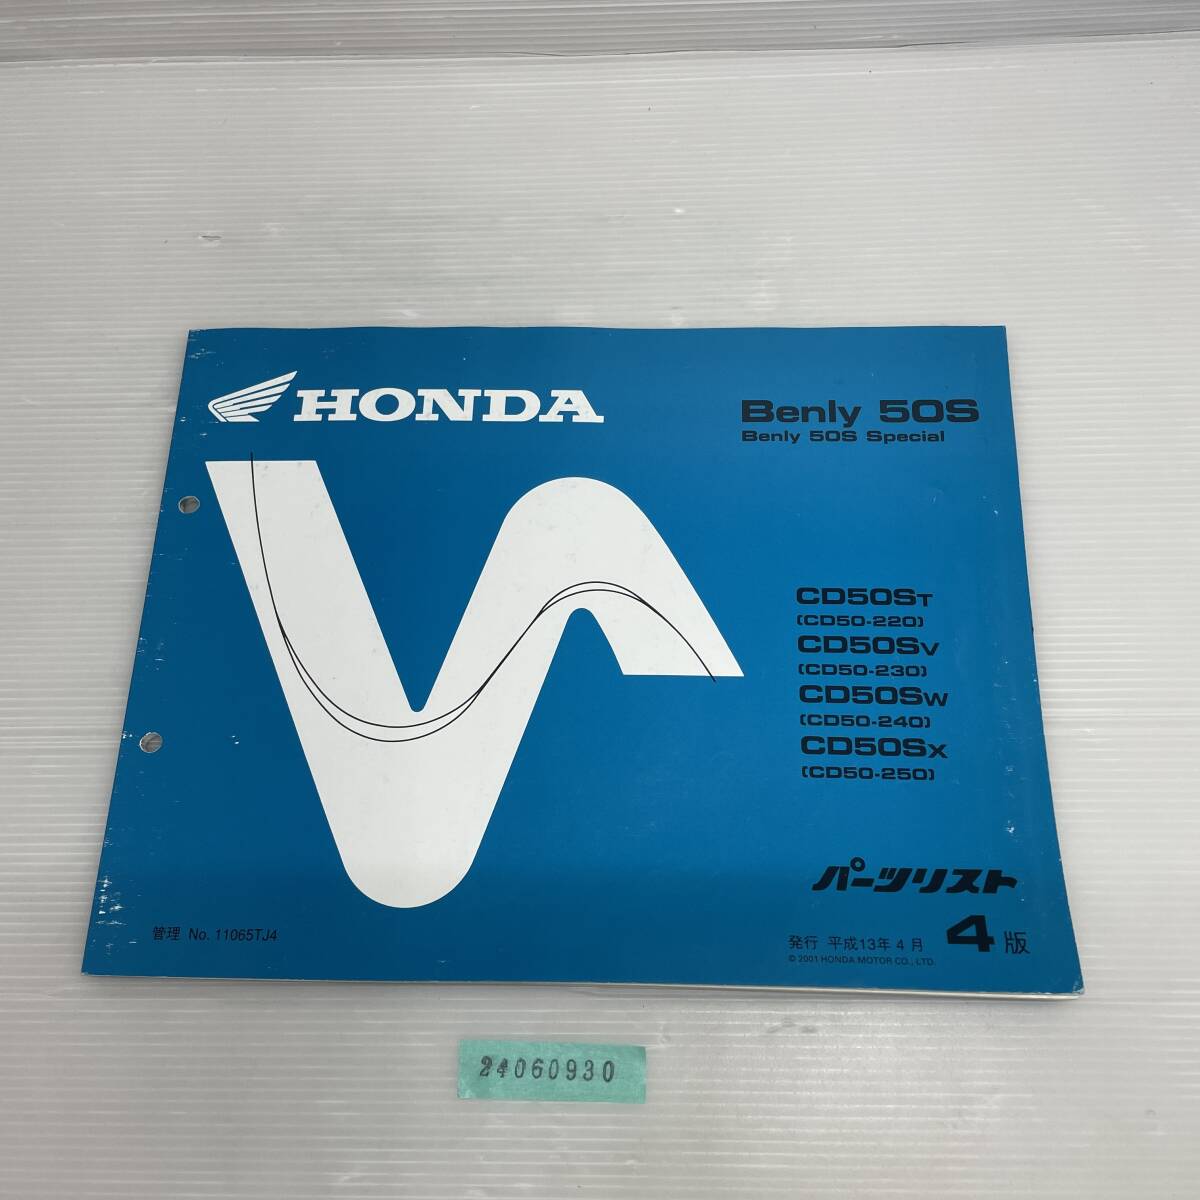 HONDA
Benly 50S
Benly 50S Special
CD50ST
(CD50-220)
CD50SV
(CD50-230)
CD50SW
(CD50-240)
CD50SX
(CD50-250)
パーツリスト
管理 No. 11065TJ4
発行 平成13年 4 月 4 版
© 2001 HONDA MOTOR CO., LTD.
24060930